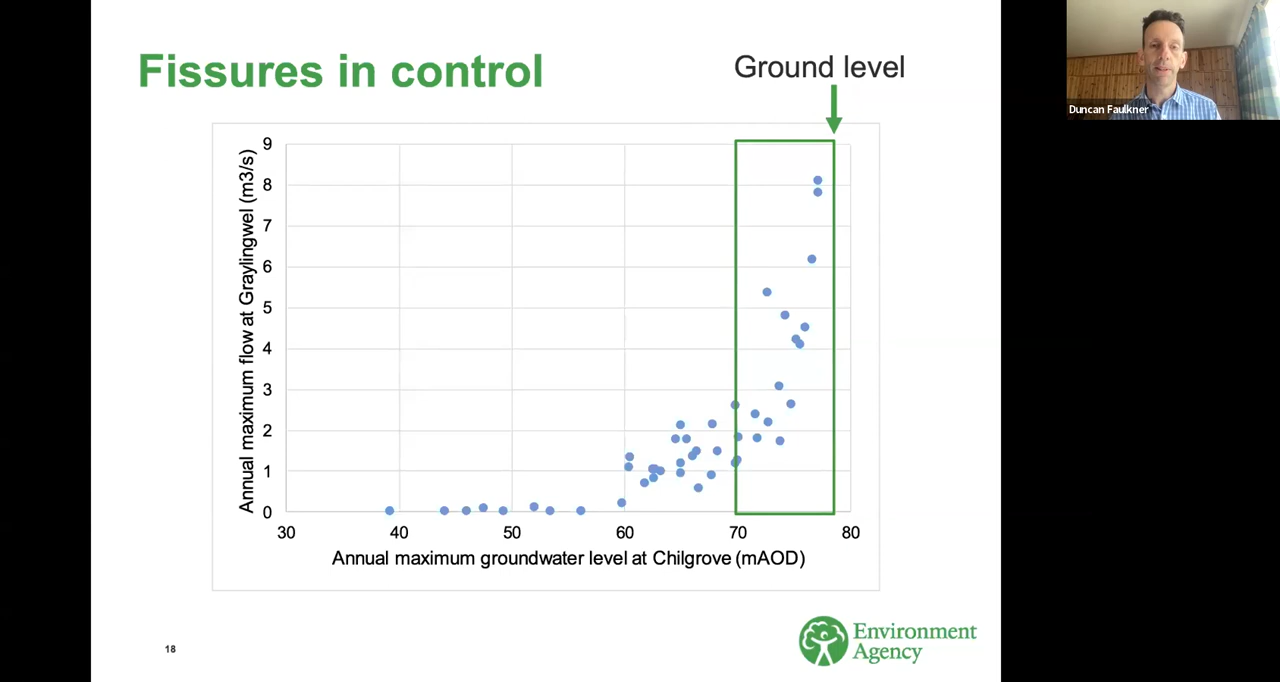 Fissures in control
Ground level
Duncan Faulkner
Annual maximum flow at Graylingwel (m3/s)
9
8
7
6
5
4
3
2
1
0
30 40 50 60 70 80
Annual maximum groundwater level at Chilgrove (mAOD)
18
Environment
Agency